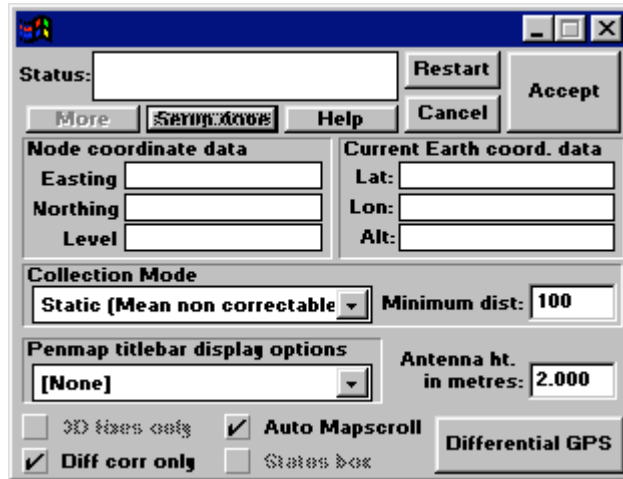 Status:
Restart
Accept
More
Help
Cancel
Node coordinate data
Easting
Northing
Level
Current Earth coord. data
Lat:
Lon:
Alt:
Collection Mode
Static (Mean non correctable
Minimum dist: 100
Penmap titlebar display options
[None]
Antenna ht.
in metres: 2.000
3D fixes only
Auto Mapscroll
Diff corr only
Status box
Differential GPS